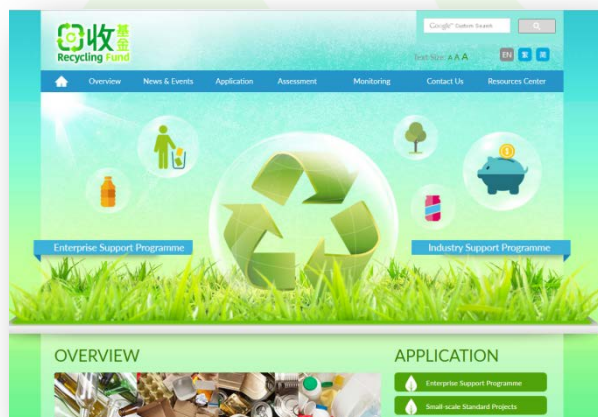 回收基金
Recycling Fund
Google™ Custom Search
Text Size: A A A
EN 繁 简
Overview News & Events Application Assessment Monitoring Contact Us Resources Center
Enterprise Support Programme
Industry Support Programme
OVERVIEW
APPLICATION
Enterprise Support Programme
Small-scale Standard Projects